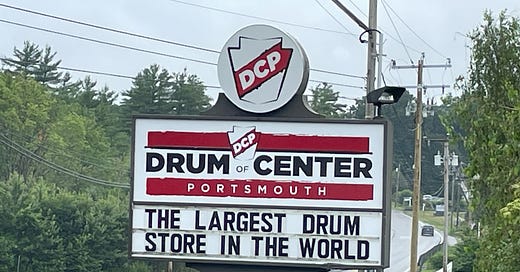 DCP
DCP
DRUM OF CENTER
PORTSMOUTH
THE LARGEST DRUM
STORE IN THE WORLD